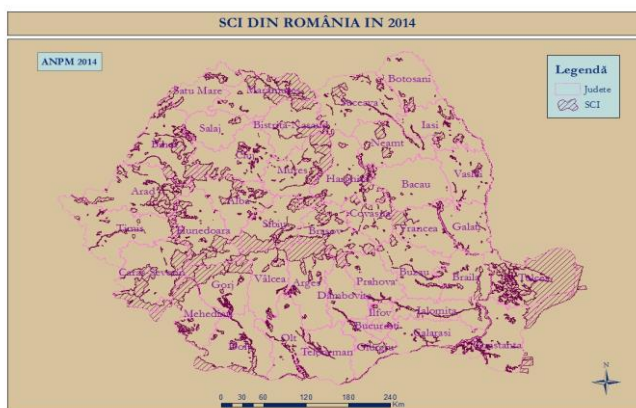 SCI DIN ROMÂNIA IN 2014
ANPM 2014
Legendă
Judete
SCI
Botosani
Satu Mare
Maramures
Suceava
Salaj
Bistrita-Nasaud
Iasi
Bihor
Neamt
Cluj
Mures
Harghita
Bacau
Vaslui
Arad
Alba
Covasna
Timis
Hunedoara
Sibiu
Brasov
Vrancea
Galati
Caras-Severin
Gorj
Vâlcea
Arges
Prahova
Buzau
Braila
Tulcea
Dambovita
Mehedinti
Ilfov
Ialomita
Bucuresti
Olt
Calarasi
Dolj
Teleorman
Giurgiu
Constanta
N
0 30 60 120 180 240
Km